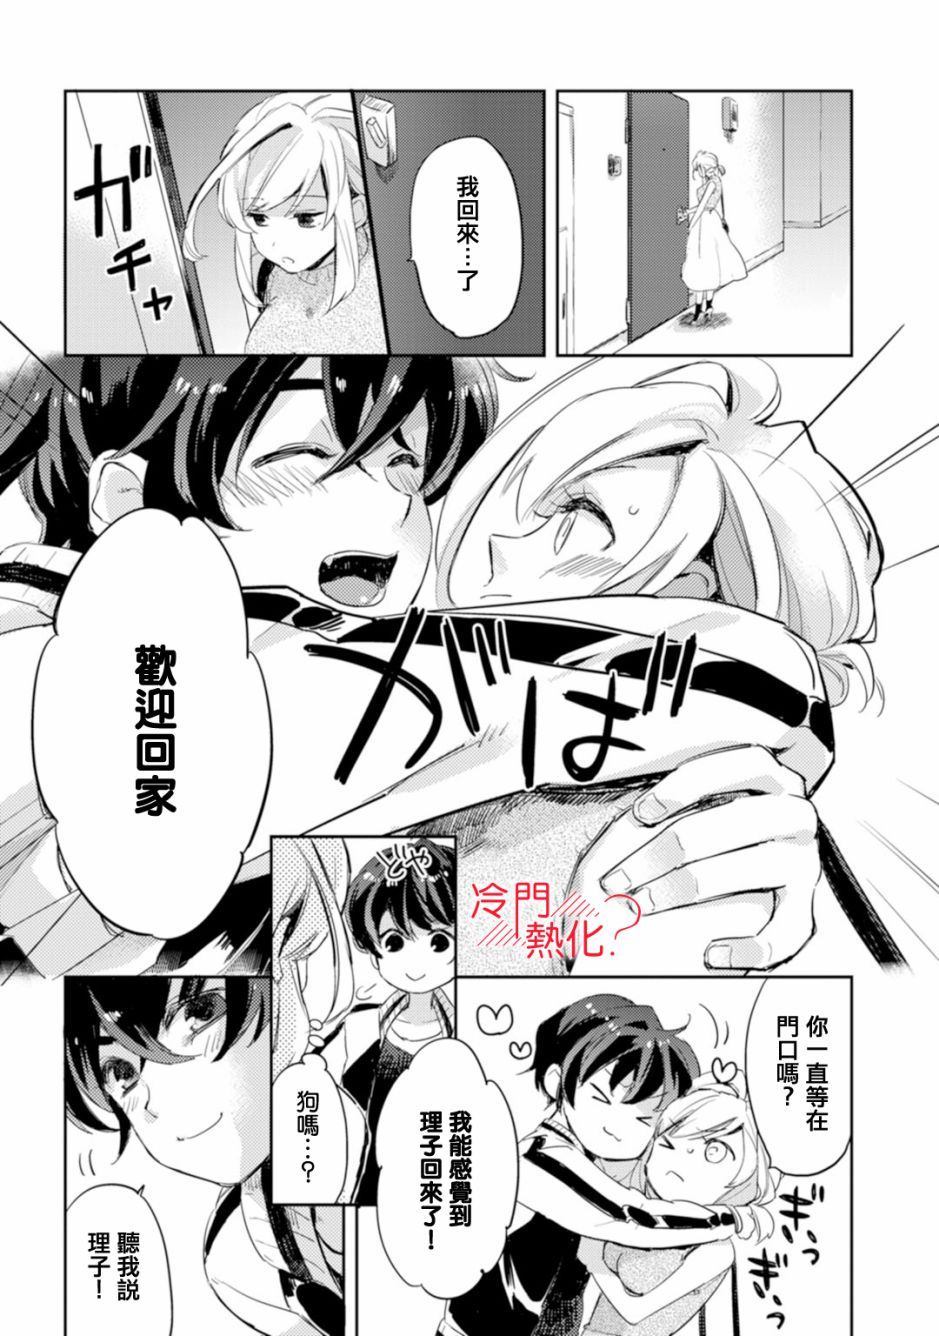 我回來…了
ガチャ
歡迎回家
がばっ
你一直等在
門口嗎？
ぎゅっ
ぎゅっ
我能感覺到
理子回來了！
どや
狗嗎…？
聽我說
理子！
冷門
熱化？